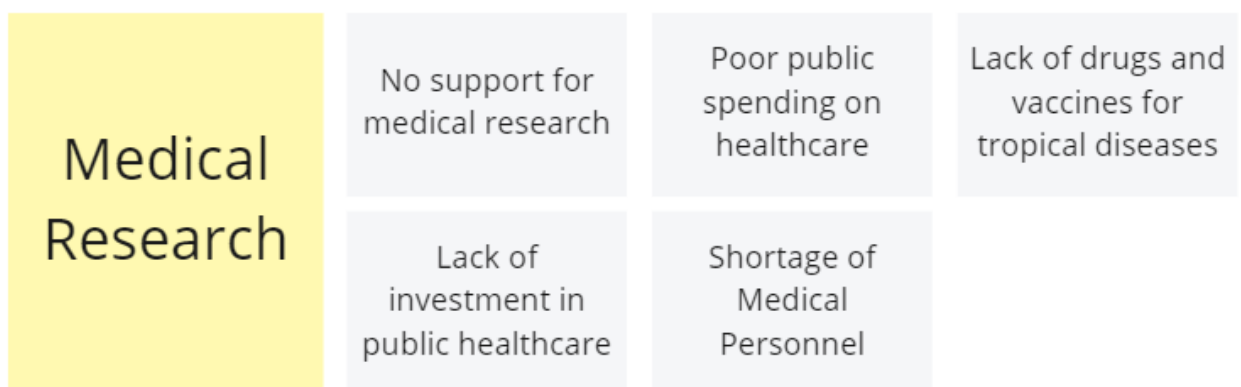 Medical
Research
No support for
medical research
Poor public
spending on
healthcare
Lack of drugs and
vaccines for
tropical diseases
Lack of
investment in
public healthcare
Shortage of
Medical
Personnel